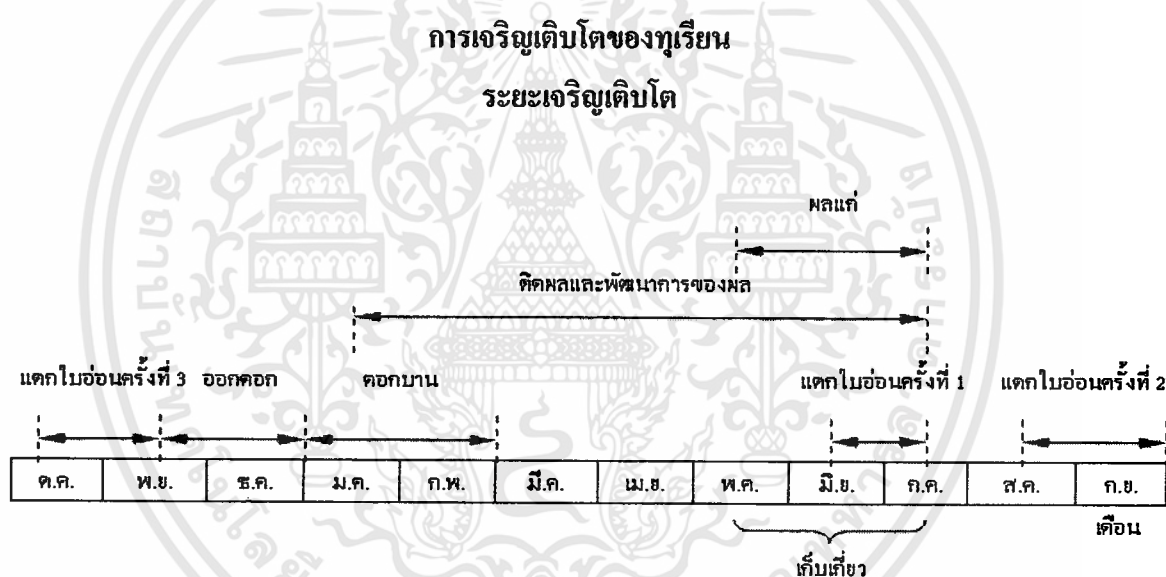 การเจริญเติบโตของทุเรียน
ระยะเจริญเติบโต
ผลแก่
ติดผลและพัฒนาการของผล
แตกใบอ่อนครั้งที่ 3 ออกดอก ดอกบาน แตกใบอ่อนครั้งที่ 1 แตกใบอ่อนครั้งที่ 2
ต.ค. พ.ย. ธ.ค. ม.ค. ก.พ. มี.ค. เม.ย. พ.ค. มิ.ย. ก.ค. ส.ค. ก.ย.
เดือน
เก็บเกี่ยว